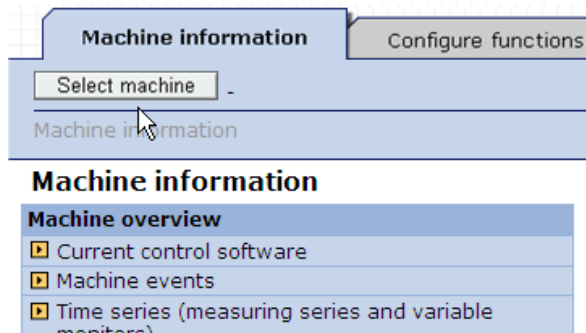 Machine information
Configure functions
Select machine -
Machine information
Machine information
Machine overview
Current control software
Machine events
Time series (measuring series and variable
monitors)